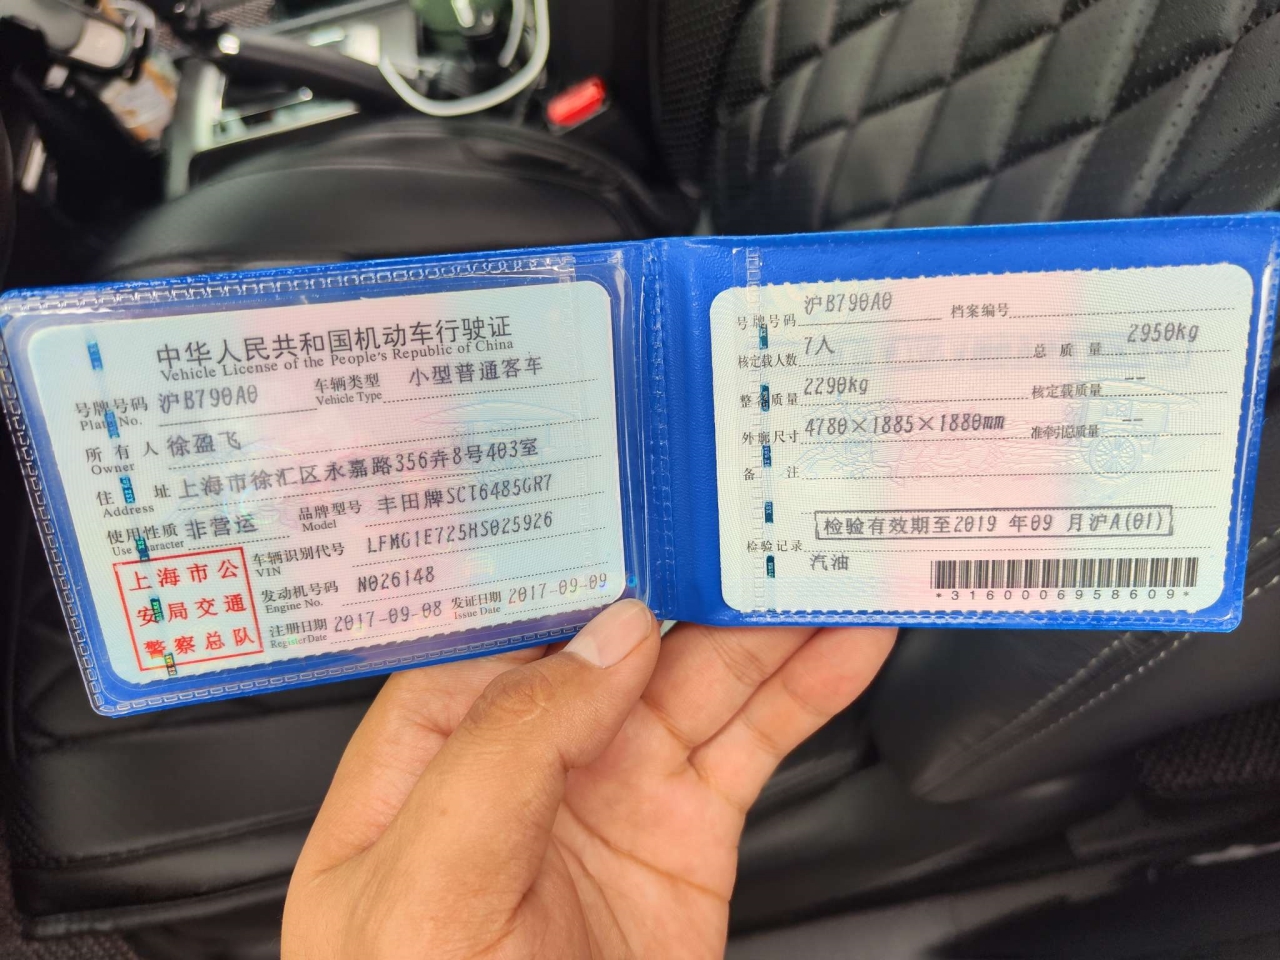 中华人民共和国机动车行驶证
Vehicle License of the People's Republic of China
号牌号码 沪B790A0 车辆类型 小型普通客车
Plate No. Vehicle Type
所有人 徐盈飞
Owner
住址 上海市徐汇区永嘉路356弄8号403室
Address
使用性质 非营运 品牌型号 丰田牌SCT6485GR7
Use Character Model
车辆识别代号 LFMG1E725HS025926
VIN
发动机号码 N026148
Engine No.
注册日期 2017-09-08 发证日期 2017-09-09
Register Date Issue Date
上海市公
安局交通
警察总队
号牌号码 沪B790A0 档案编号
核定载人数 7人 总质量 2950kg
整备质量 2290kg 核定载质量 --
外廓尺寸 4780×1885×1880mm 准牵引总质量 --
备注
检验有效期至2019 年09 月沪A(01)
检验记录
汽油
*3160006958609*